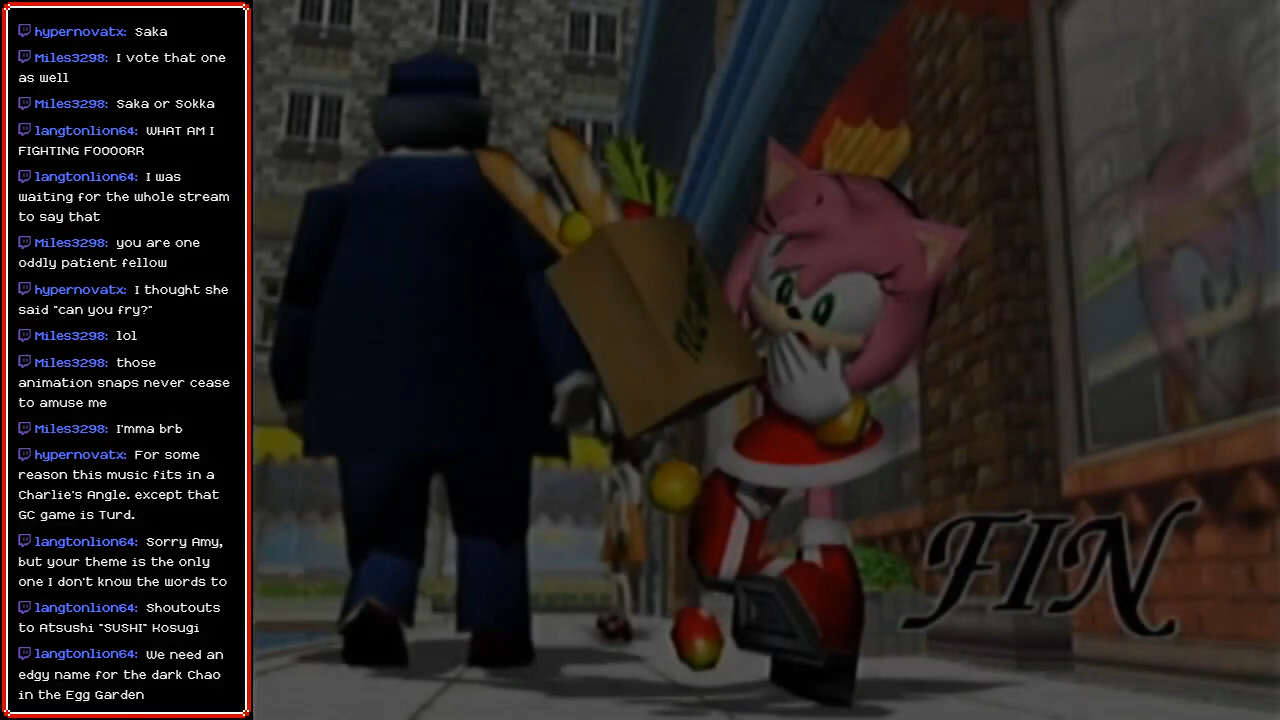 hypernovatx: Saka
Miles3298: I vote that one
as well
Miles3298: Saka or Sokka
langtonlion64: WHAT AM I
FIGHTING FOOOORR
langtonlion64: I was
waiting for the whole stream
to say that
Miles3298: you are one
oddly patient fellow
hypernovatx: I thought she
said "can you fry?"
Miles3298: lol
Miles3298: those
animation snaps never cease
to amuse me
Miles3298: I'mma brb
hypernovatx: For some
reason this music fits in a
Charlie's Angle. except that
GC game is Turd.
langtonlion64: Sorry Amy,
but your theme is the only
one I don't know the words to
langtonlion64: Shoutouts
to Atsushi "SUSHI" Kosugi
langtonlion64: We need an
edgy name for the dark Chao
in the Egg Garden
FIN